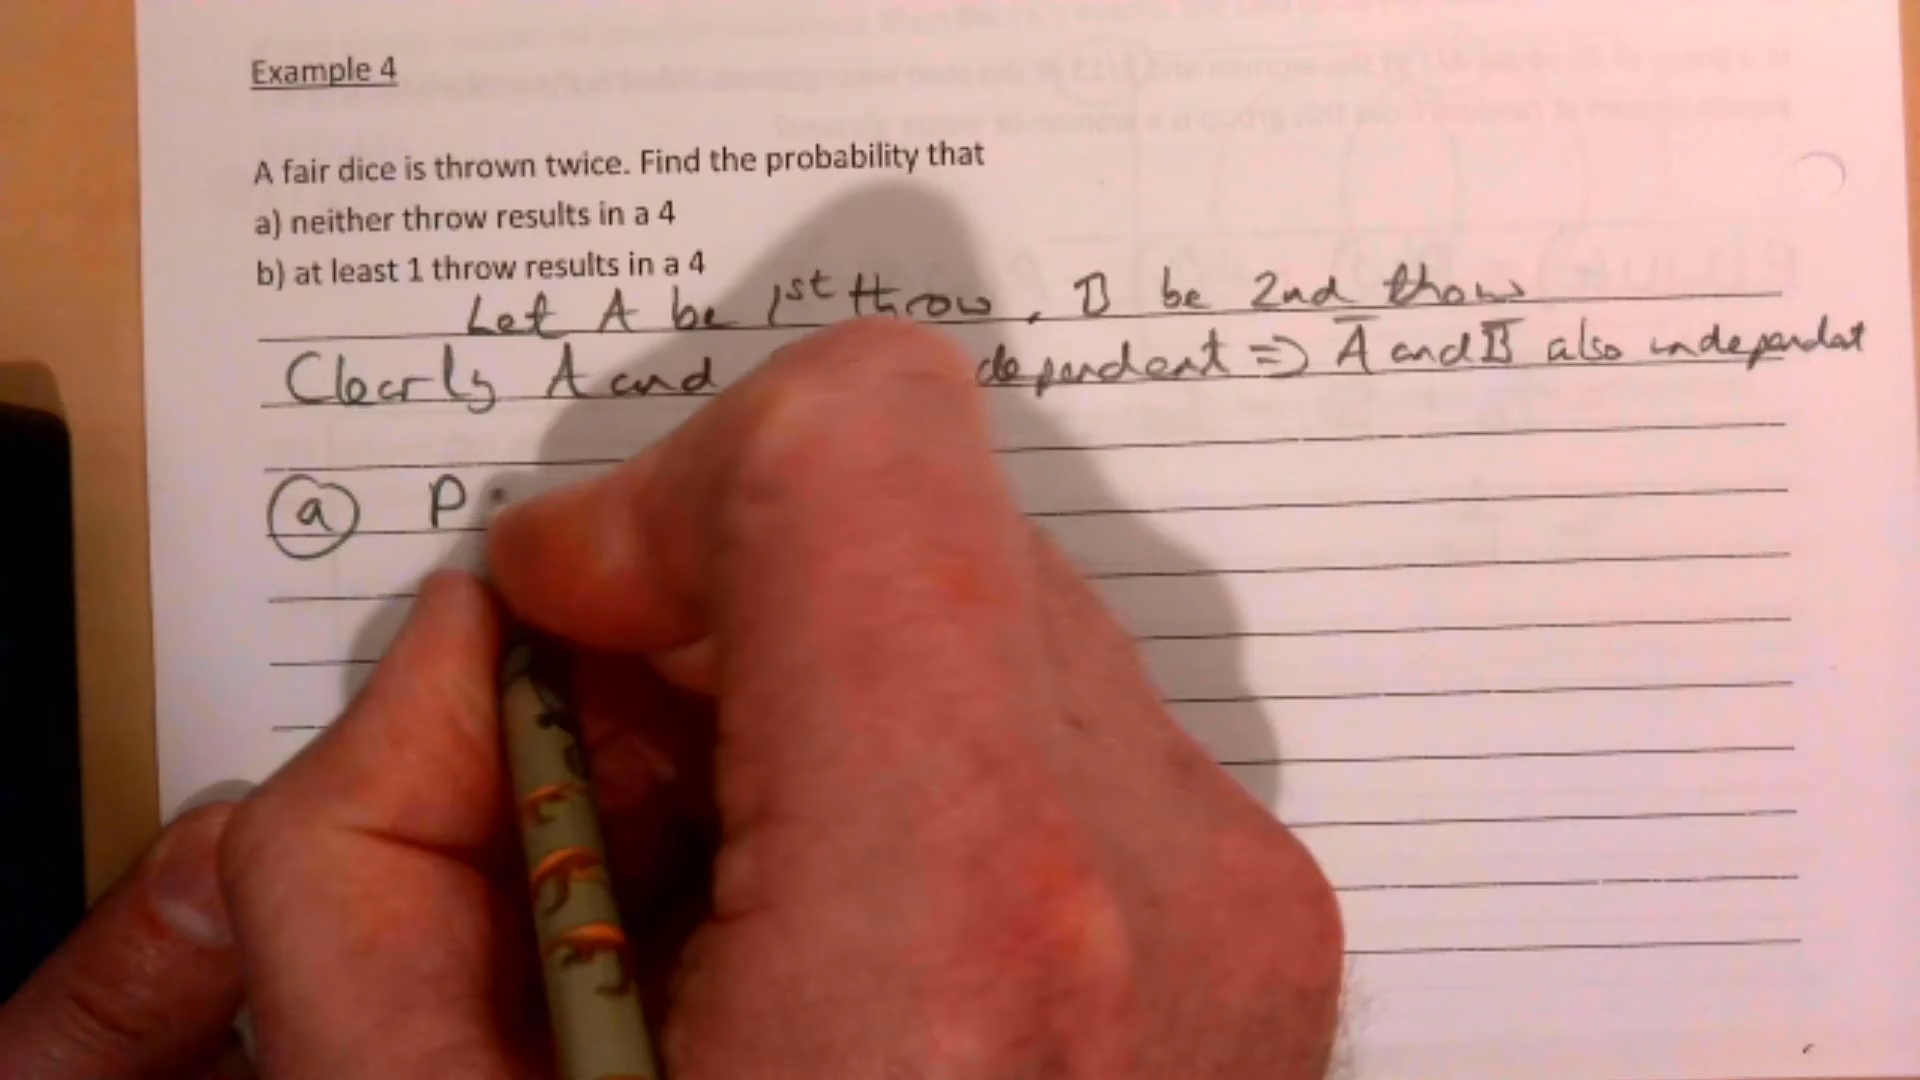 Example 4
A fair dice is thrown twice. Find the probability that
a) neither throw results in a 4
b) at least 1 throw results in a 4
Let A be 1st throw, B be 2nd throw
Clearly A and dependent => A̅ and B̅ also independent
(a) P